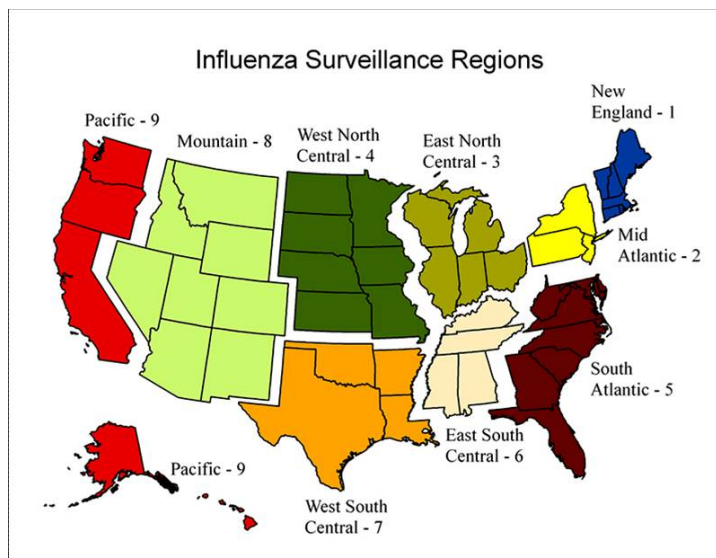 Influenza Surveillance Regions
New
England - 1
Pacific - 9
Mountain - 8
West North
Central - 4
East North
Central - 3
Mid
Atlantic - 2
South
Atlantic - 5
East South
Central - 6
Pacific - 9
West South
Central - 7